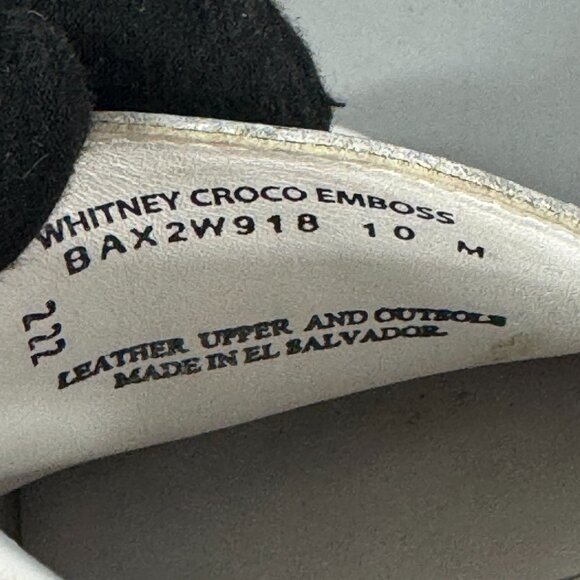 WHITNEY CROCO EMBOSS
BAX2W918 10 M
222
LEATHER UPPER AND OUTSOLE
MADE IN EL SALVADOR